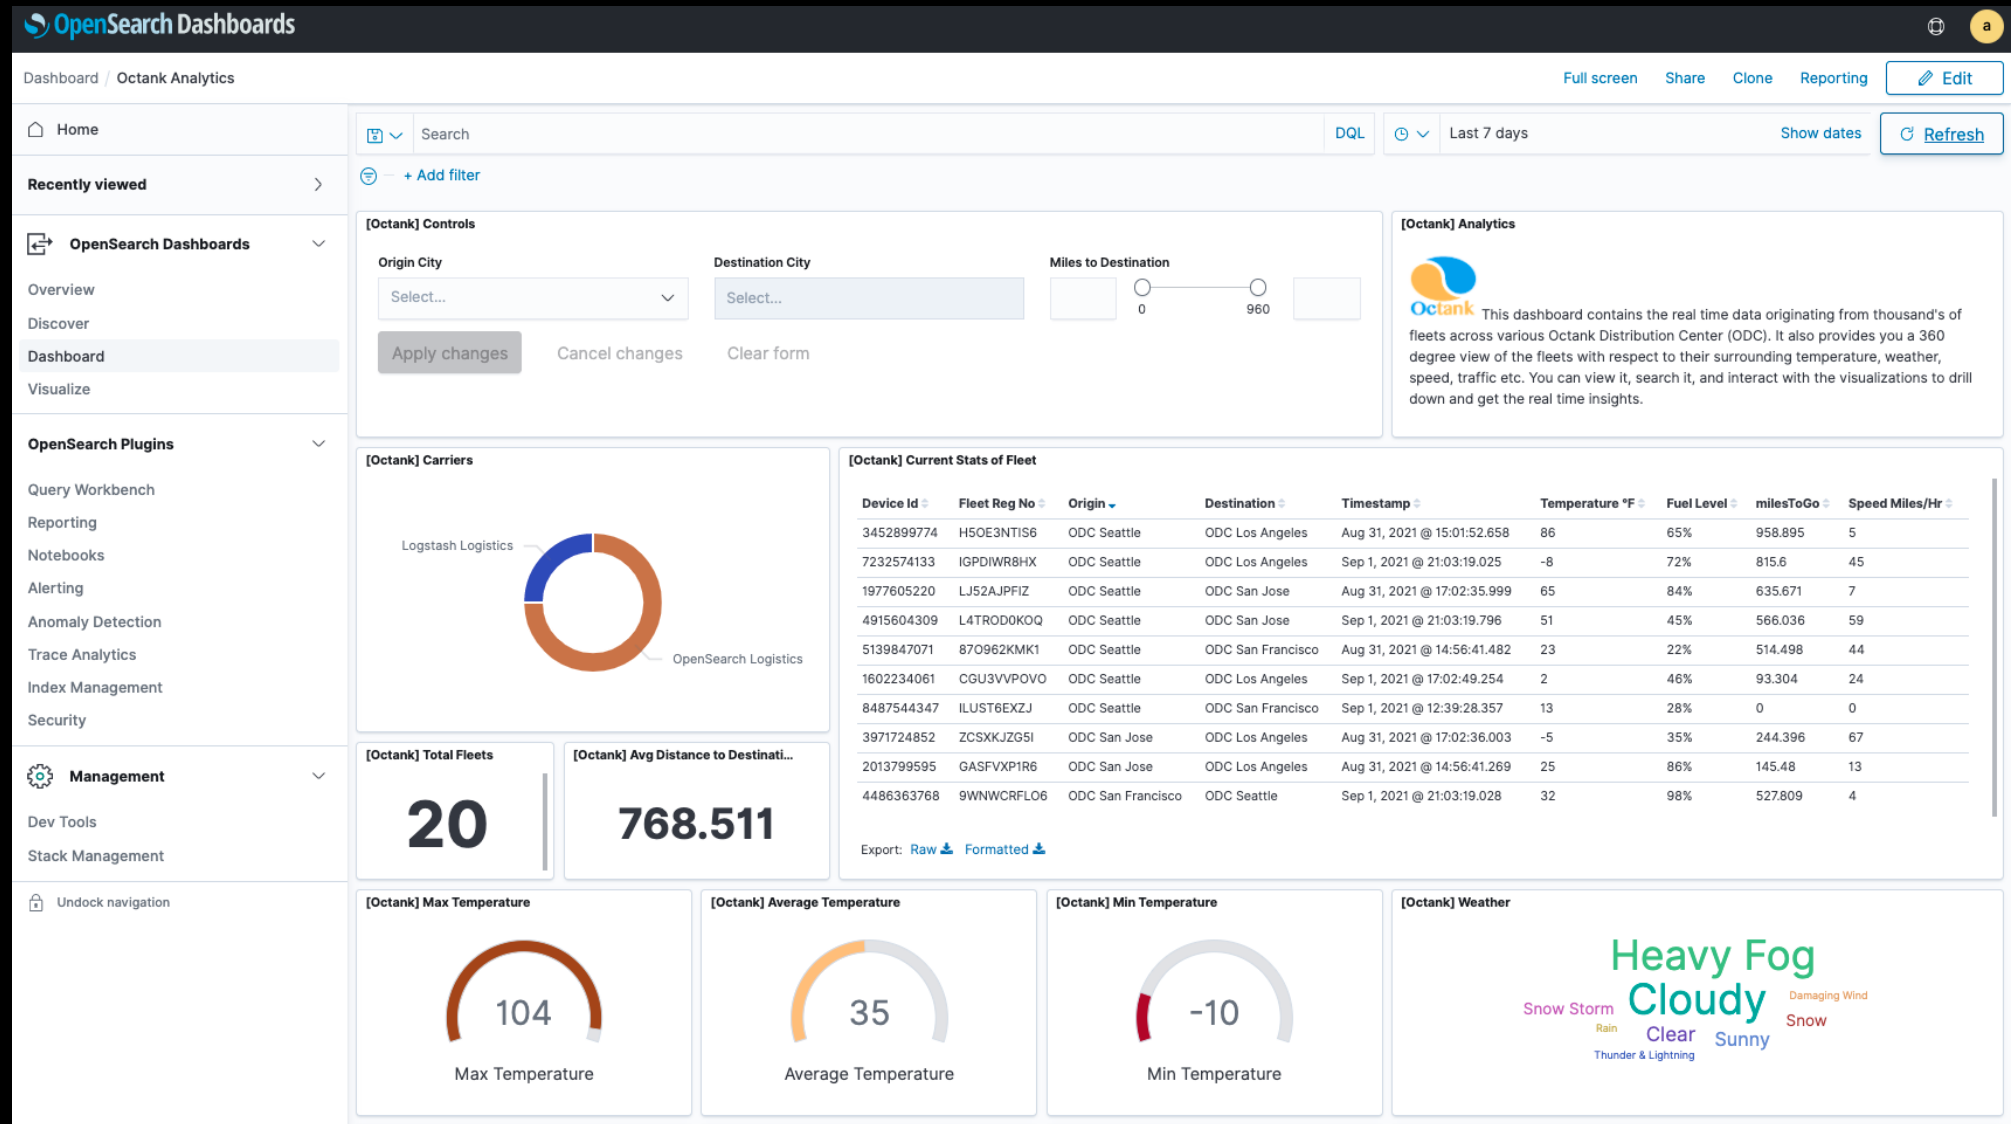 OpenSearch Dashboards
a
Dashboard / Octank Analytics
Full screen Share Clone Reporting Edit
Home
Recently viewed
OpenSearch Dashboards
Overview
Discover
Dashboard
Visualize
OpenSearch Plugins
Query Workbench
Reporting
Notebooks
Alerting
Anomaly Detection
Trace Analytics
Index Management
Security
Management
Dev Tools
Stack Management
Undock navigation
Search DQL Last 7 days Show dates Refresh
+ Add filter
[Octank] Controls
Origin City Destination City Miles to Destination
Select... Select... 0 960
Apply changes Cancel changes Clear form
[Octank] Analytics
Octank This dashboard contains the real time data originating from thousand's of
fleets across various Octank Distribution Center (ODC). It also provides you a 360
degree view of the fleets with respect to their surrounding temperature, weather,
speed, traffic etc. You can view it, search it, and interact with the visualizations to drill
down and get the real time insights.
[Octank] Carriers
Logstash Logistics
OpenSearch Logistics
[Octank] Current Stats of Fleet
Device Id Fleet Reg No Origin Destination Timestamp Temperature °F Fuel Level milesToGo Speed Miles/Hr
3452899774 H5OE3NTIS6 ODC Seattle ODC Los Angeles Aug 31, 2021 @ 15:01:52.658 86 65% 958.895 5
7232574133 IGPDIWR8HX ODC Seattle ODC Los Angeles Sep 1, 2021 @ 21:03:19.025 -8 72% 815.6 45
1977605220 LJ52AJPFIZ ODC Seattle ODC San Jose Aug 31, 2021 @ 17:02:35.999 65 84% 635.671 7
4915604309 L4TROD0KOQ ODC Seattle ODC San Jose Sep 1, 2021 @ 21:03:19.796 51 45% 566.036 59
5139847071 87O962KMK1 ODC Seattle ODC San Francisco Aug 31, 2021 @ 14:56:41.482 23 22% 514.498 44
1602234061 CGU3VVPOVO ODC Seattle ODC Los Angeles Sep 1, 2021 @ 17:02:49.254 2 46% 93.304 24
8487544347 ILUST6EXZJ ODC Seattle ODC San Francisco Sep 1, 2021 @ 12:39:28.357 13 28% 0 0
3971724852 ZCSXKJZG5I ODC San Jose ODC Los Angeles Aug 31, 2021 @ 17:02:36.003 -5 35% 244.396 67
2013799595 GASFVXP1R6 ODC San Jose ODC Los Angeles Aug 31, 2021 @ 14:56:41.269 25 86% 145.48 13
4486363768 9WNWCRFLO6 ODC San Francisco ODC Seattle Sep 1, 2021 @ 21:03:19.028 32 98% 527.809 4
Export: Raw Formatted
[Octank] Total Fleets
20
[Octank] Avg Distance to Destinati...
768.511
[Octank] Max Temperature
104
Max Temperature
[Octank] Average Temperature
35
Average Temperature
[Octank] Min Temperature
-10
Min Temperature
[Octank] Weather
Heavy Fog
Cloudy
Damaging Wind
Snow Storm
Snow
Rain
Clear
Sunny
Thunder & Lightning